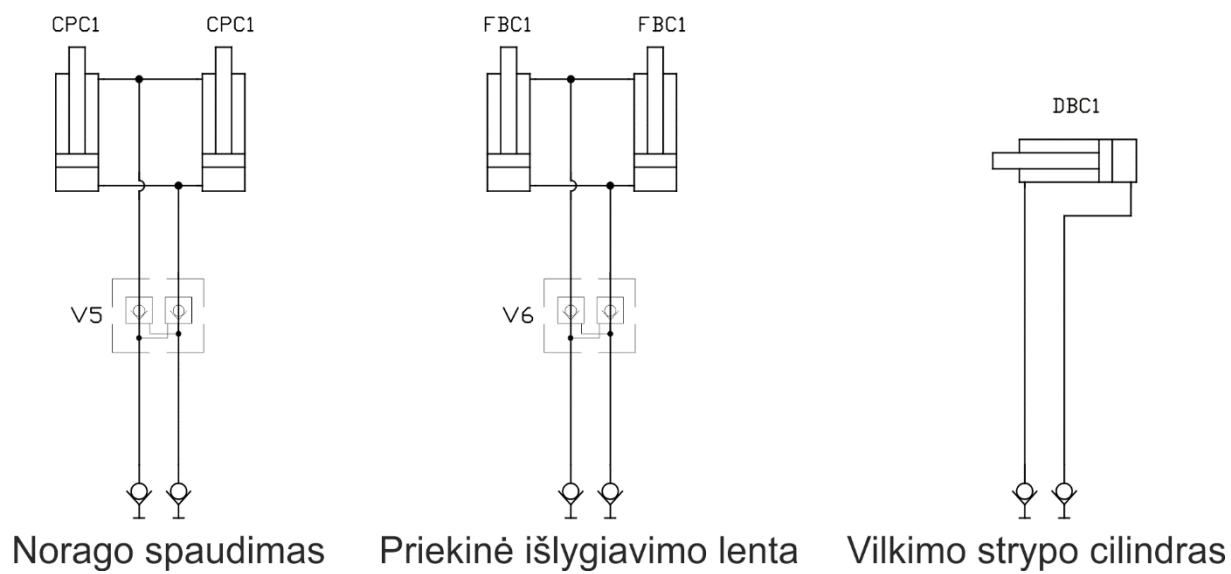 CPC1 CPC1 FBC1 FBC1
DBC1
V5 V6
Norago spaudimas Priekinė išlygiavimo lenta Vilkimo strypo cilindras